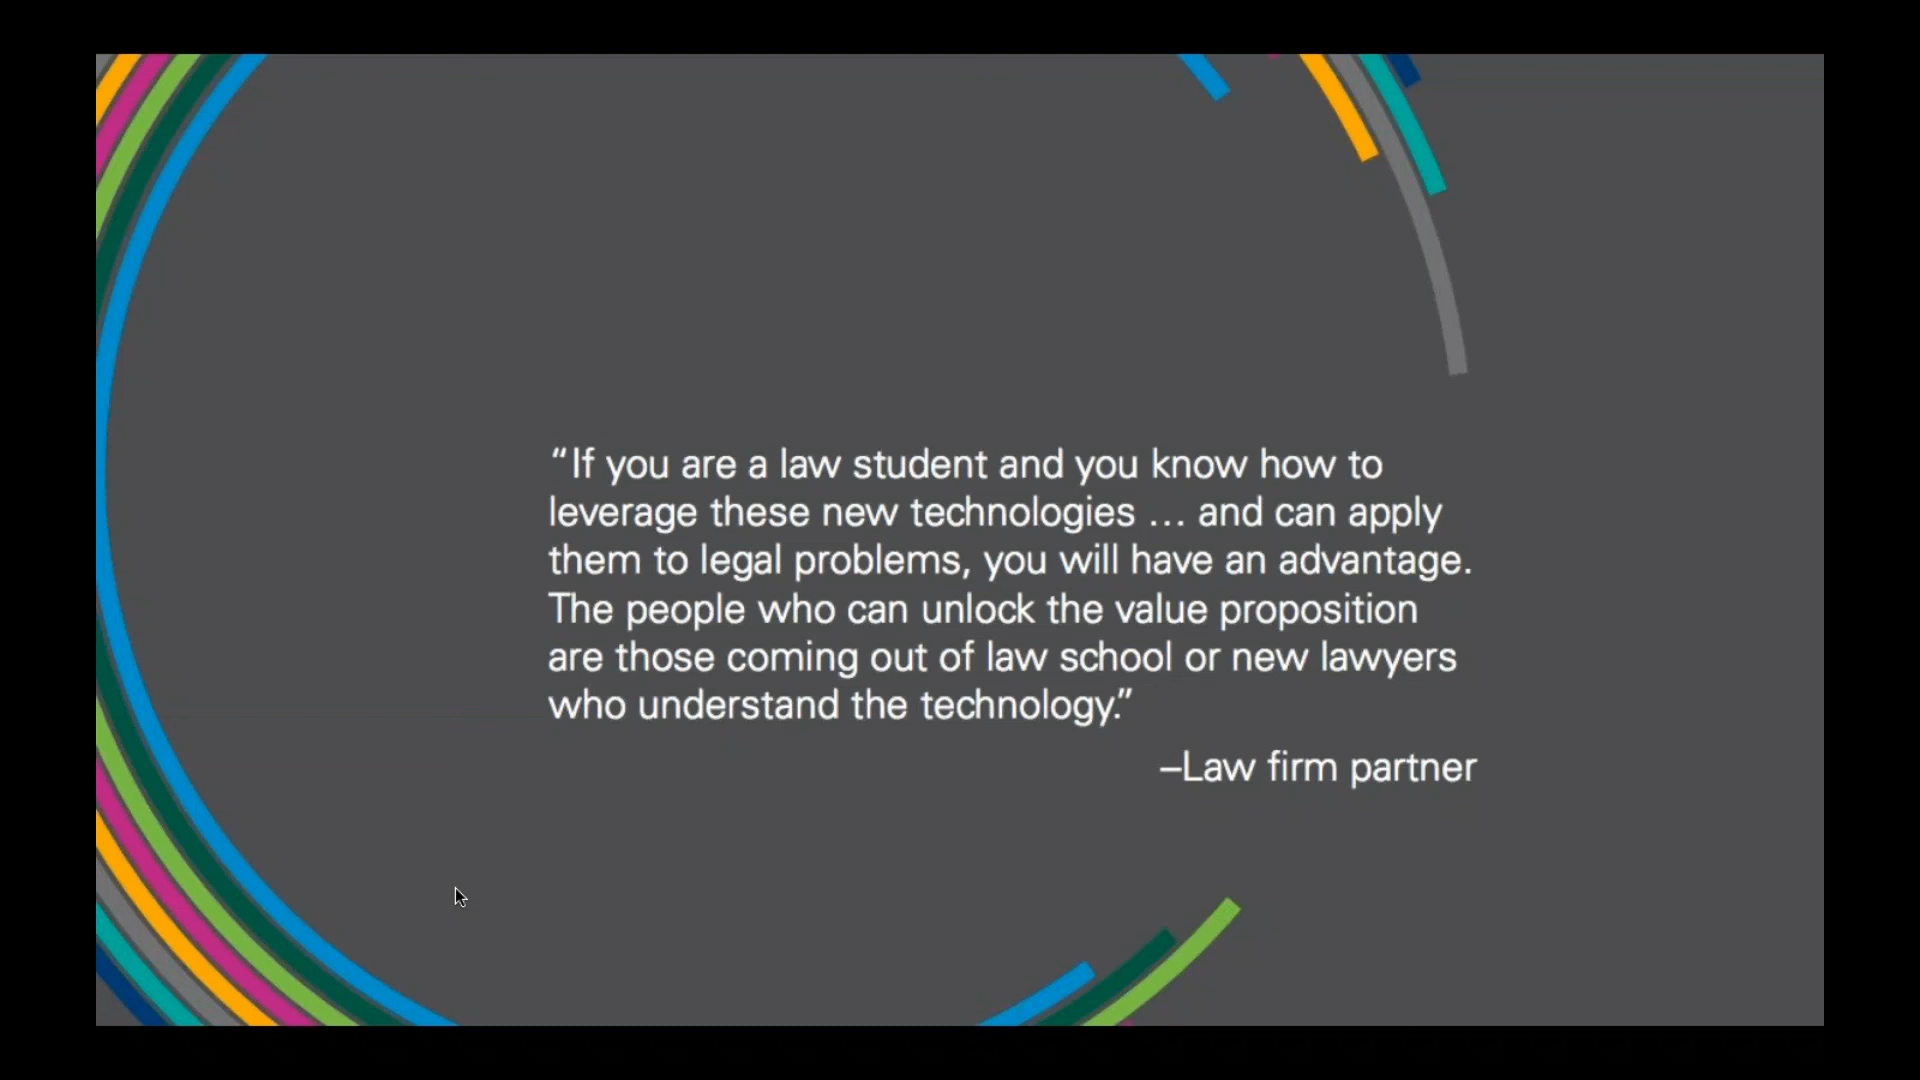 “If you are a law student and you know how to
leverage these new technologies … and can apply
them to legal problems, you will have an advantage.
The people who can unlock the value proposition
are those coming out of law school or new lawyers
who understand the technology.”
–Law firm partner